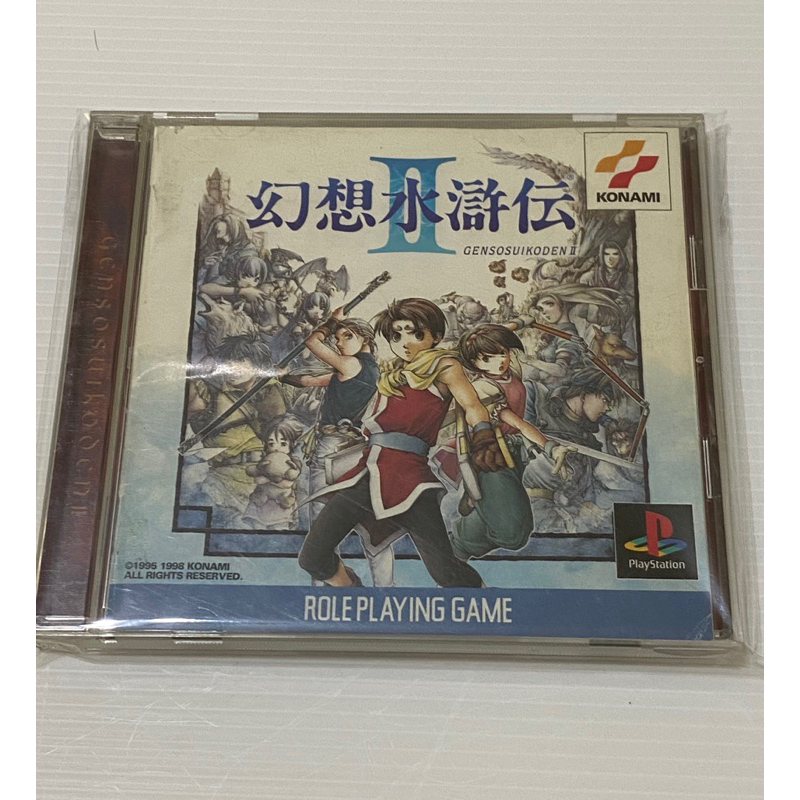 幻想水滸伝
II
GENSOSUIKODEN II
KONAMI
Gensosuikoden II
PlayStation
©1995 1998 KONAMI
ALL RIGHTS RESERVED.
ROLE PLAYING GAME